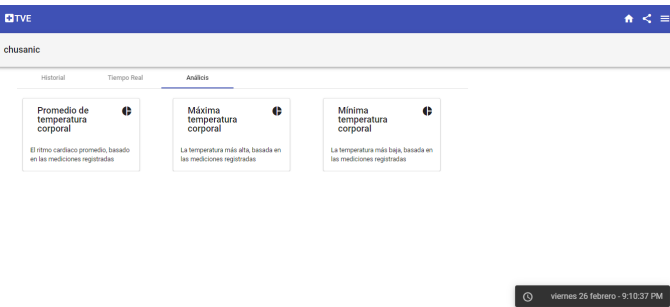 TVE
chusanic
Historial
Tiempo Real
Análicis
Promedio de
temperatura
corporal
El ritmo cardiaco promedio, basado
en las mediciones registradas
Máxima
temperatura
corporal
La temperatura más alta, basada en
las mediciones registradas
Mínima
temperatura
corporal
La temperatura más baja, basada en
las mediciones registradas
viernes 26 febrero - 9:10:37 PM